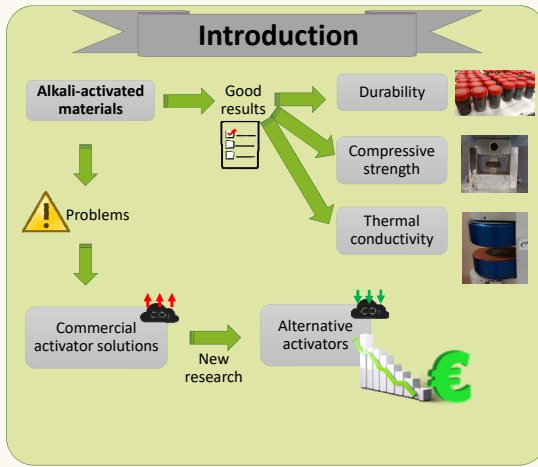 Introduction
Alkali-activated
materials
Good
results
Durability
Compressive
strength
Thermal
conductivity
Problems
Commercial
activator solutions
CO₂
New
research
Alternative
activators
CO₂
€